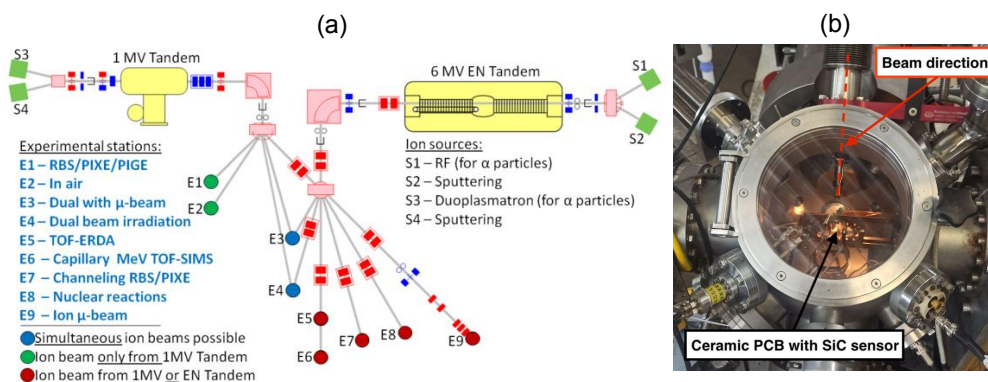 (a)
(b)
S3
S4
1 MV Tandem
6 MV EN Tandem
S1
S2
Experimental stations:
E1 – RBS/PIXE/PIGE
E2 – In air
E3 – Dual with μ-beam
E4 – Dual beam irradiation
E5 – TOF-ERDA
E6 – Capillary MeV TOF-SIMS
E7 – Channeling RBS/PIXE
E8 – Nuclear reactions
E9 – Ion μ-beam
Simultaneous ion beams possible
Ion beam only from 1MV Tandem
Ion beam from 1MV or EN Tandem
Ion sources:
S1 – RF (for α particles)
S2 – Sputtering
S3 – Duoplasmatron (for α particles)
S4 – Sputtering
E1
E2
E3
E4
E5
E6
E7
E8
E9
Beam direction
Ceramic PCB with SiC sensor